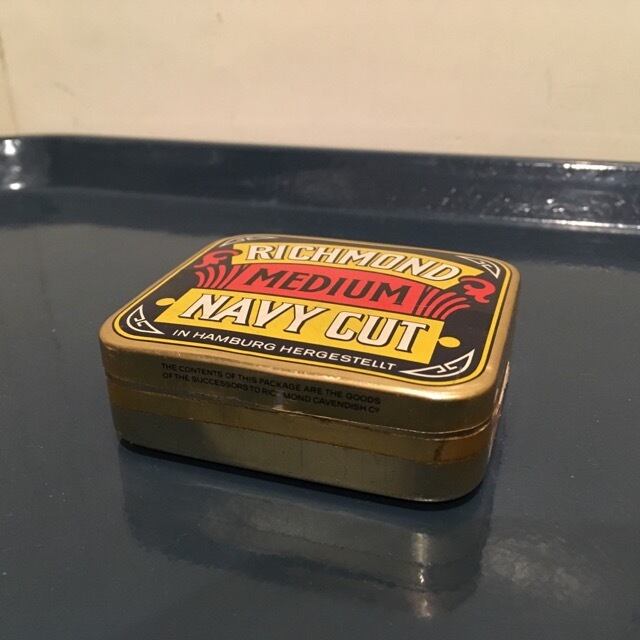 RICHMOND
MEDIUM
NAVY CUT
IN HAMBURG HERGESTELLT
THE CONTENTS OF THIS PACKAGE ARE THE GOODS
OF THE SUCCESSORS TO RICHMOND CAVENDISH Cº